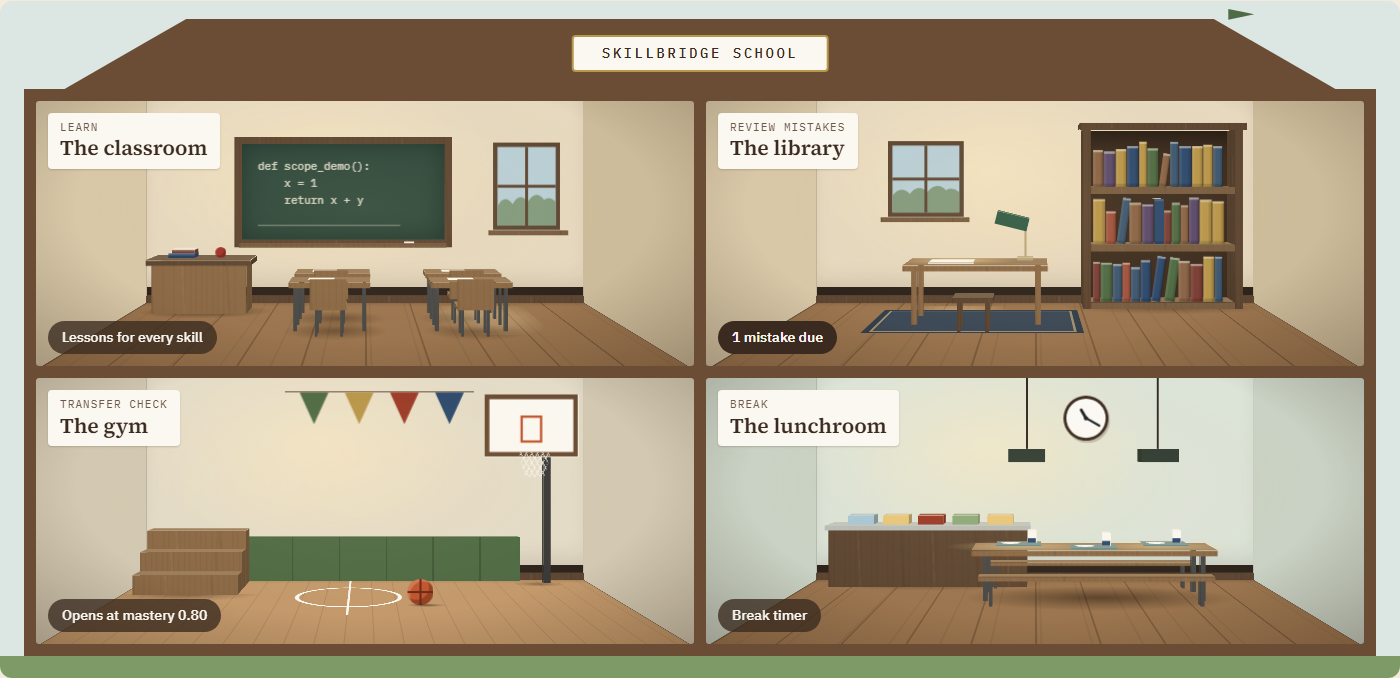 SKILLBRIDGE SCHOOL
LEARN
The classroom
def scope_demo():
    x = 1
    return x + y
Lessons for every skill
REVIEW MISTAKES
The library
1 mistake due
TRANSFER CHECK
The gym
Opens at mastery 0.80
BREAK
The lunchroom
Break timer